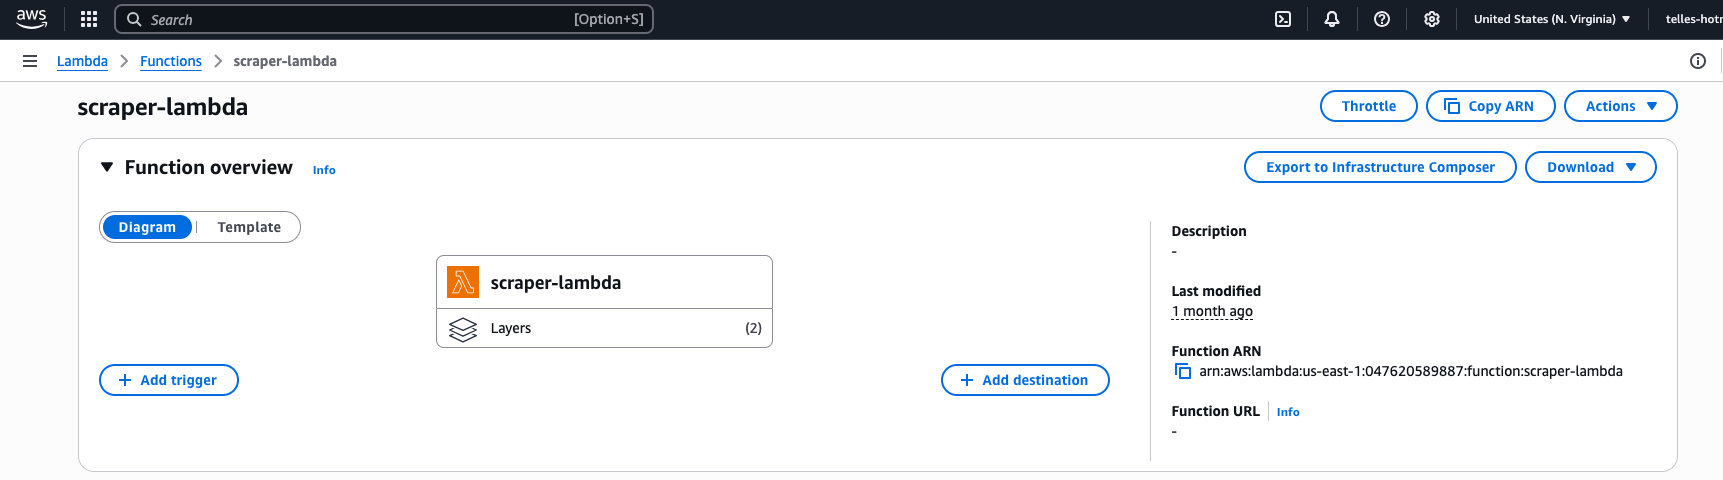 aws
Search [Option+S] United States (N. Virginia) telles-hotr
Lambda Functions scraper-lambda
scraper-lambda Throttle Copy ARN Actions
Function overview Info Export to Infrastructure Composer Download
Diagram Template
Description
-
scraper-lambda
Layers (2)
Last modified
1 month ago
Add trigger Add destination
Function ARN
arn:aws:lambda:us-east-1:047620589887:function:scraper-lambda
Function URL Info
-